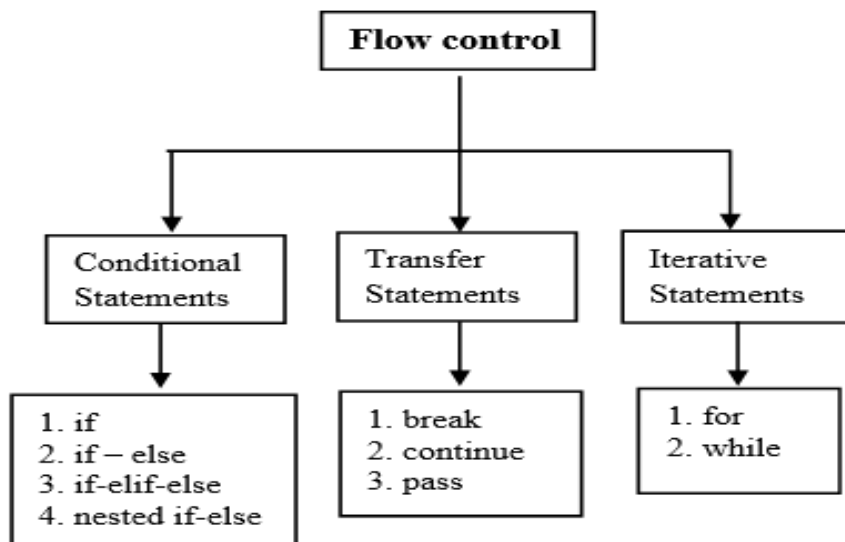 Flow control
Conditional
Statements
Transfer
Statements
Iterative
Statements
1. if
2. if – else
3. if-elif-else
4. nested if-else
1. break
2. continue
3. pass
1. for
2. while